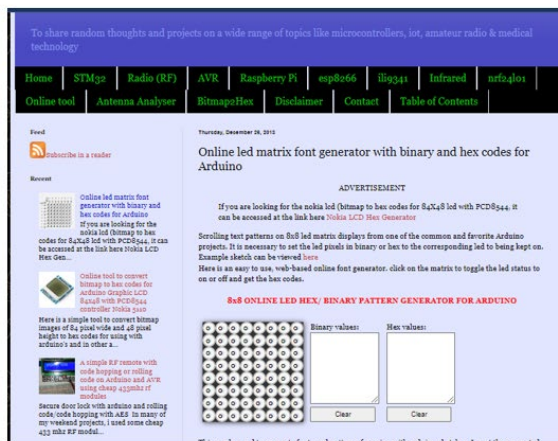 To share random thoughts and projects on a wide range of topics like microcontrollers, iot, amateur radio & medical
technology
Home STM32 Radio (RF) AVR Raspberry Pi esp8266 ili9341 Infrared nrf24l01
Online tool Antenna Analyser Bitmap2Hex Disclaimer Contact Table of Contents
Feed
Subscribe in a reader
Recent
Online led matrix font
generator with binary and
hex codes for Arduino
If you are looking for the
nokia lcd (bitmap to hex
codes for 84X48 lcd with PCD8544, it can
be accessed at the link here Nokia LCD
Hex Gen...
Online tool to convert
bitmap to hex codes for
Arduino Graphic LCD
84x48 with PCD8544
controller Nokia 5110
Here is a simple tool to convert bitmap
images of 84 pixel wide and 48 pixel
height to hex codes for using with
arduino's and in other a...
A simple RF remote with
code hopping or rolling
code on Arduino and AVR
using cheap 433mhz rf
modules
Secure door lock with arduino and rolling
code/code hopping with AES In many of
my weekend projects, i used some cheap
433 mhz RF modul...
Thursday, December 26, 2013
Online led matrix font generator with binary and hex codes for
Arduino
ADVERTISEMENT
If you are looking for the nokia lcd (bitmap to hex codes for 84X48 lcd with PCD8544, it
can be accessed at the link here Nokia LCD Hex Generator
Scrolling text patterns on 8x8 led matrix displays from one of the common and favorite Arduino
projects. It is necessary to set the led pixels in binary or hex to the corresponding led to being kept on.
Example sketch can be viewed here
Here is an easy to use, web-based online font generator. click on the matrix to toggle the led status to
on or off and get the hex codes.
8x8 ONLINE LED HEX/ BINARY PATTERN GENERATOR FOR ARDUINO
Binary values: Hex values:
Clear Clear